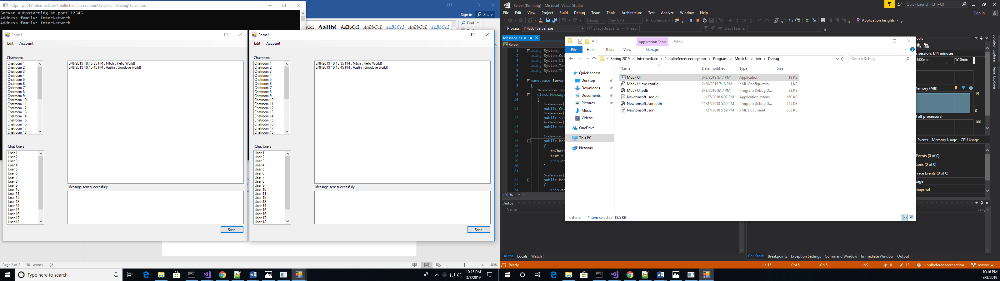 J:\Spring 2019\Intermediate\1-nullreferenceexception\Server\bin\Debug\Server.exe
Server autostarting at port 12345
Address family: InterNetwork
Address family: InterNetwork
Sign in Share
AaBbC AaBbCcI AaBbCcI AaBbCcI AaBbCcI AaBbCcI
Find
Form1
Edit Account
Chatrooms
Chatroom 1
Chatroom 2
Chatroom 3
Chatroom 4
Chatroom 5
Chatroom 6
Chatroom 7
Chatroom 8
Chatroom 9
Chatroom 10
Chatroom 11
Chatroom 12
Chatroom 13
Chatroom 14
Chatroom 15
Chatroom 16
Chatroom 17
Chatroom 18
3/8/2019 10:15:35 PM : Mitch : Hello World!
3/8/2019 10:15:45 PM : Austin : Goodbye world!
Chat Users
User 1
User 2
User 3
User 4
User 5
User 6
User 7
User 8
User 9
User 10
User 11
User 12
User 13
User 14
User 15
User 16
User 17
User 18
Message sent successfully.
Send
Form1
Edit Account
Chatrooms
Chatroom 1
Chatroom 2
Chatroom 3
Chatroom 4
Chatroom 5
Chatroom 6
Chatroom 7
Chatroom 8
Chatroom 9
Chatroom 10
Chatroom 11
Chatroom 12
Chatroom 13
Chatroom 14
Chatroom 15
Chatroom 16
Chatroom 17
Chatroom 18
3/8/2019 10:15:35 PM : Mitch : Hello World!
3/8/2019 10:15:45 PM : Austin : Goodbye world!
Chat Users
User 1
User 2
User 3
User 4
User 5
User 6
User 7
User 8
User 9
User 10
User 11
User 12
User 13
User 14
User 15
User 16
User 17
User 18
Message sent successfully.
Send
Page 2 of 2 301 words 100%
Type here to search
10:15 PM
3/8/2019
Server (Running) - Microsoft Visual Studio
Quick Launch (Ctrl+Q)
File Edit View Project Build Debug Team Tools Architecture Test Analyze Window Help
Sign in
Debug Any CPU Continue Application Insights
Process: [14300] Server.exe Lifecycle Events Thread: Stack Frame:
Message.cs
Server
1 using System;
2 using System.Col
3 using System.Lin
4 using System.Tex
5 using System.Thr
6
7 namespace Server
8 {
16 references |
9 class Message
10 {
5 references |
11 public Cha
8 references |
12 public str
4 references |
13 public str
14
1 reference |
15 public Mes
16 {
17 toChatr
18 text =
19 this.co
20 }
21
0 references |
22 public Mes
23 {
24 this.to
100 %
Application Tools Debug
File Home Share View Manage
« Spring 2019 > Intermediate > 1-nullreferenceexception > Program > Mock UI > bin > Debug
Search Debug
Quick access
Desktop
Downloads
Documents
Pictures
Music
Videos
OneDrive
This PC
Network
Name Date modified Type Size
Mock UI 3/8/2019 8:17 PM Application 19 KB
Mock UI.exe.config 2/20/2019 7:18 PM XML Configuratio... 1 KB
Mock UI.pdb 3/8/2019 8:17 PM Program Debug D... 38 KB
Newtonsoft.Json.dll 11/27/2018 6:07 PM Application extens... 660 KB
Newtonsoft.Json.pdb 11/27/2018 5:59 PM Program Debug D... 245 KB
Newtonsoft.Json 11/27/2018 5:59 PM XML Document 683 KB
6 items 1 item selected 18.5 KB
Tools
s session: 1:14 minutes
1:00min 1:10min
Memory (MB)
15
0
f all processors)
100
Events Memory Usage CPU Usage
Events (0 of 0)
tions (0 of 0)
Trace Events (0 of 0)
sage
Snapshot
Solution Explorer
Team Explorer
Autos
Name
Lang
Autos Locals Watch 1
Call Stack Breakpoints Exception Settings Command Window Immediate Window Output
Ready Ln 15 Col 5 Ch 5 INS 0 13 1-nullreferenceexception master
10:16 PM
3/8/2019